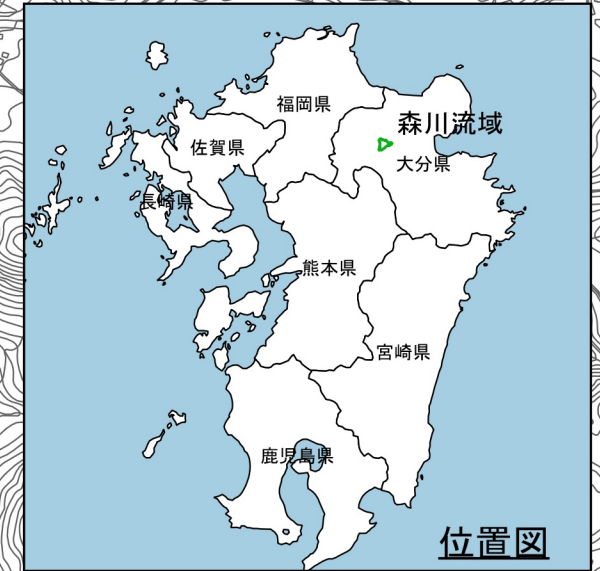 福岡県
森川流域
佐賀県
大分県
長崎県
熊本県
宮崎県
鹿児島県
位置図